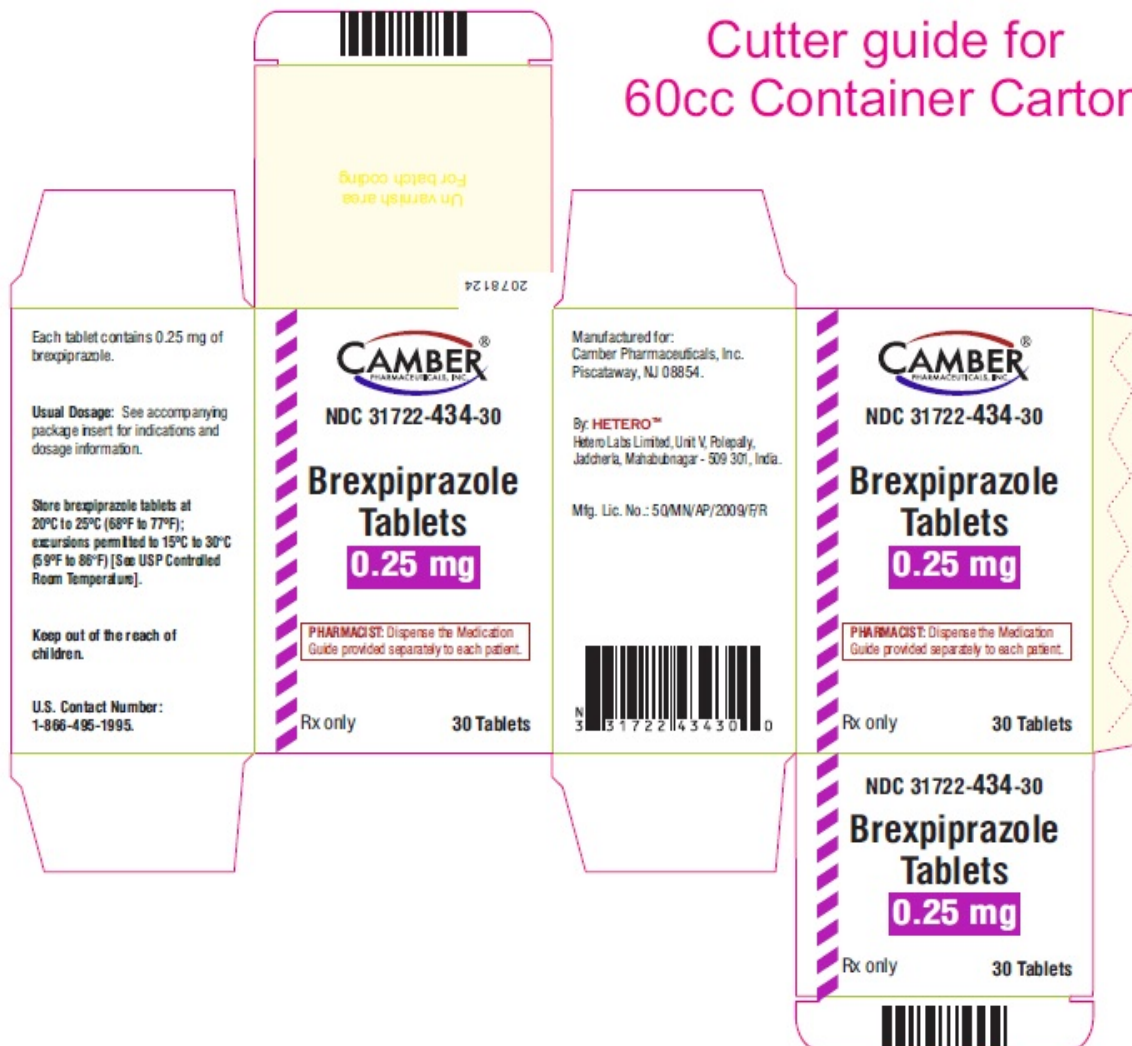 Cutter guide for
60cc Container Carton
Un varnish area
For batch coding
2078124
Each tablet contains 0.25 mg of
brexpiprazole.
Usual Dosage: See accompanying
package insert for indications and
dosage information.
Store brexpiprazole tablets at
20ºC to 25ºC (68ºF to 77ºF);
excursions permitted to 15ºC to 30°C
(59ºF to 86°F) [See USP Controlled
Room Temperature].
Keep out of the reach of
children.
U.S. Contact Number:
1-866-495-1995.
CAMBER®
PHARMACEUTICALS, INC.
NDC 31722-434-30
Brexpiprazole
Tablets
0.25 mg
PHARMACIST: Dispense the Medication
Guide provided separately to each patient.
Rx only 30 Tablets
Manufactured for:
Camber Pharmaceuticals, Inc.
Piscataway, NJ 08854.
By: HETERO™
Hetero Labs Limited, Unit V, Polepally,
Jadcherla, Mahabubnagar - 509 301, India.
Mfg. Lic. No.: 50/MN/AP/2009/F/R
N
3 31722 43430 0
CAMBER®
PHARMACEUTICALS, INC.
NDC 31722-434-30
Brexpiprazole
Tablets
0.25 mg
PHARMACIST: Dispense the Medication
Guide provided separately to each patient.
Rx only 30 Tablets
NDC 31722-434-30
Brexpiprazole
Tablets
0.25 mg
Rx only 30 Tablets